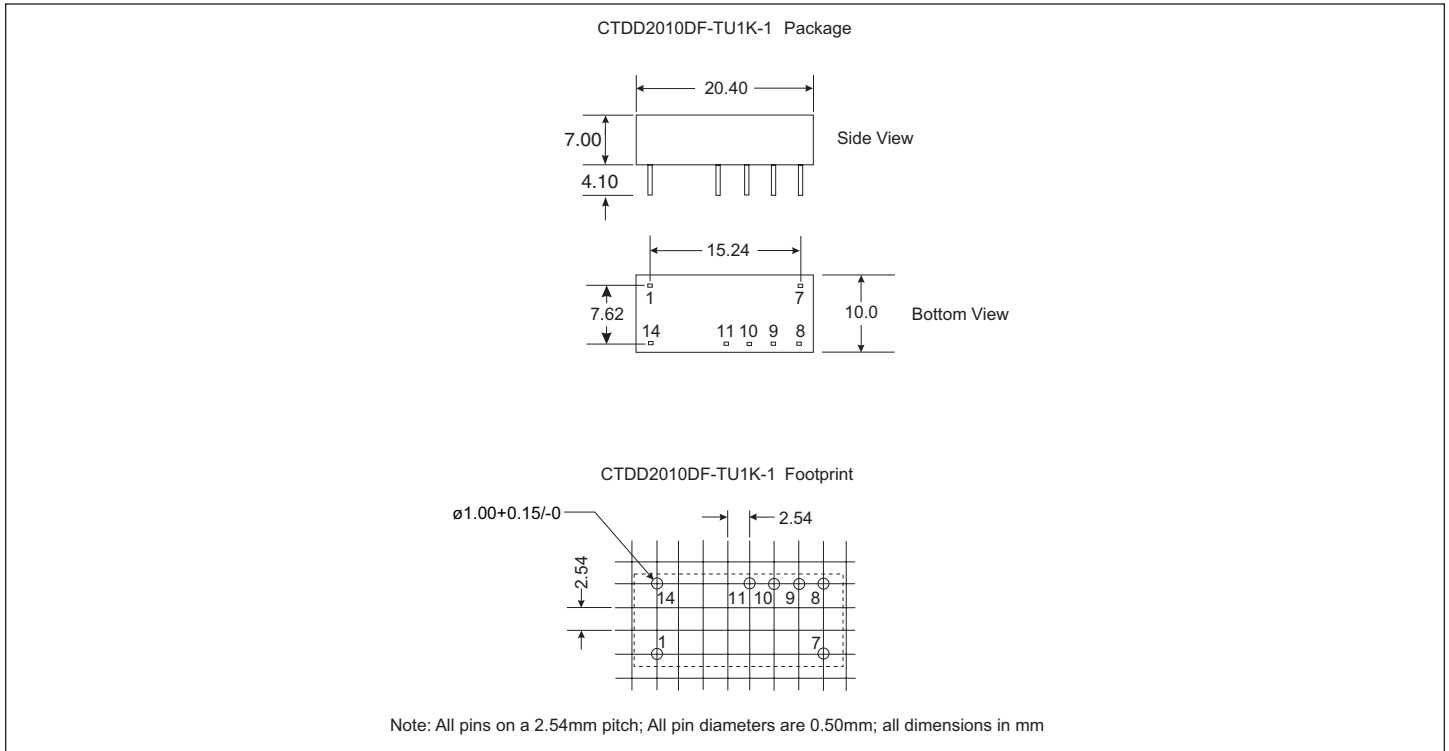 CTDD2010DF-TU1K-1 Package
20.40
7.00
Side View
4.10
15.24
1 7
7.62 10.0 Bottom View
14 11 10 9 8
CTDD2010DF-TU1K-1 Footprint
ø1.00+0.15/-0 2.54
2.54
14 11 10 9 8
1 7
Note: All pins on a 2.54mm pitch; All pin diameters are 0.50mm; all dimensions in mm